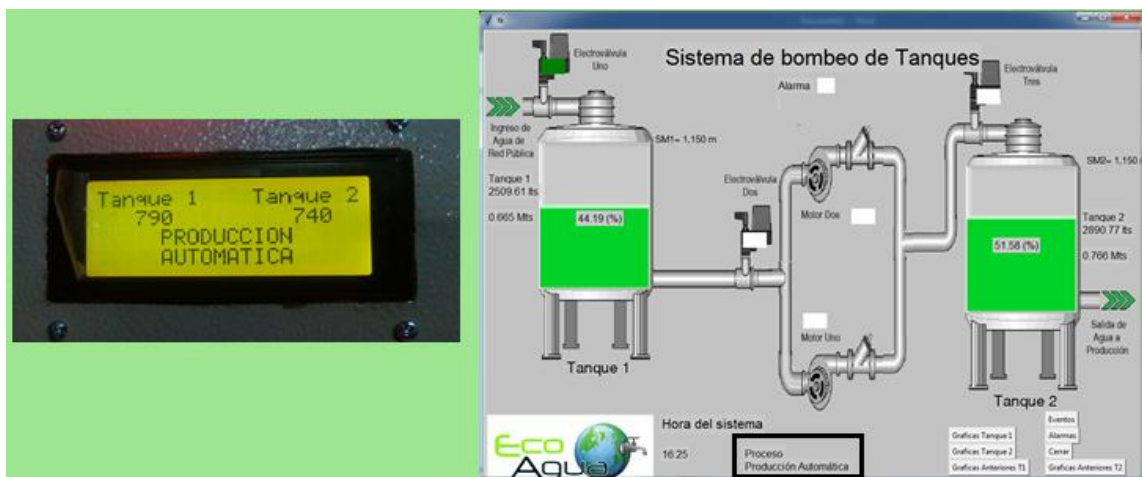 Tanque 1 Tanque 2
790 740
PRODUCCION
AUTOMATICA
Sistema de bombeo de Tanques
Electroválvula
Uno
Alarma
Electroválvula
Tres
Ingreso de
Agua de
Red Pública
SM1= 1,150 m
SM2= 1,150
Tanque 1
2509.61 lts
0.665 Mts
44.19 (%)
Electroválvula
Dos
Motor Dos
Tanque 2
2890.77 lts
0.766 Mts
51.58 (%)
Motor Uno
Salida de
Agua a
Producción
Tanque 1
Tanque 2
Eco
Agua
Hora del sistema
16:25
Proceso
Producción Automática
Graficas Tanque 1
Graficas Tanque 2
Graficas Anteriores T1
Eventos
Alarmas
Cerrar
Graficas Anteriores T2